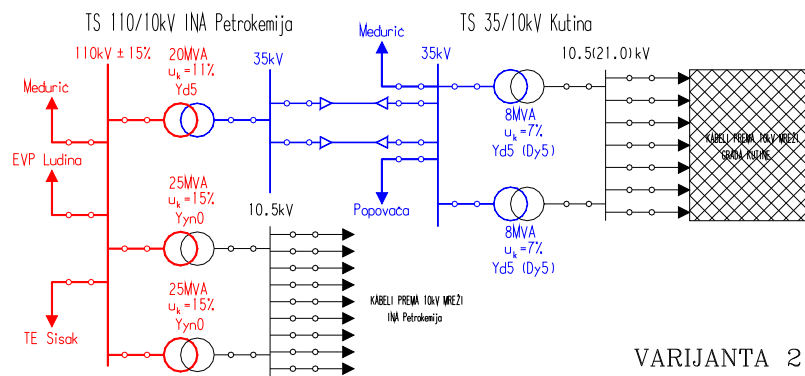 TS 110/10kV INA Petrokemija
TS 35/10kV Kutina
110kV ± 15%
20MVA
uk=11%
Yd5
35kV
Međurić
35kV
10.5(21.0)kV
Međurić
8MVA
uk=7%
Yd5 (Dy5)
KABELI PREMA 10kV MREŽI
GRADA KUTINE
EVP Ludina
25MVA
uk=15%
Yyn0
10.5kV
Popovača
8MVA
uk=7%
Yd5 (Dy5)
25MVA
uk=15%
Yyn0
KABELI PREMA 10kV MREŽI
INA Petrokemija
TE Sisak
VARIJANTA 2